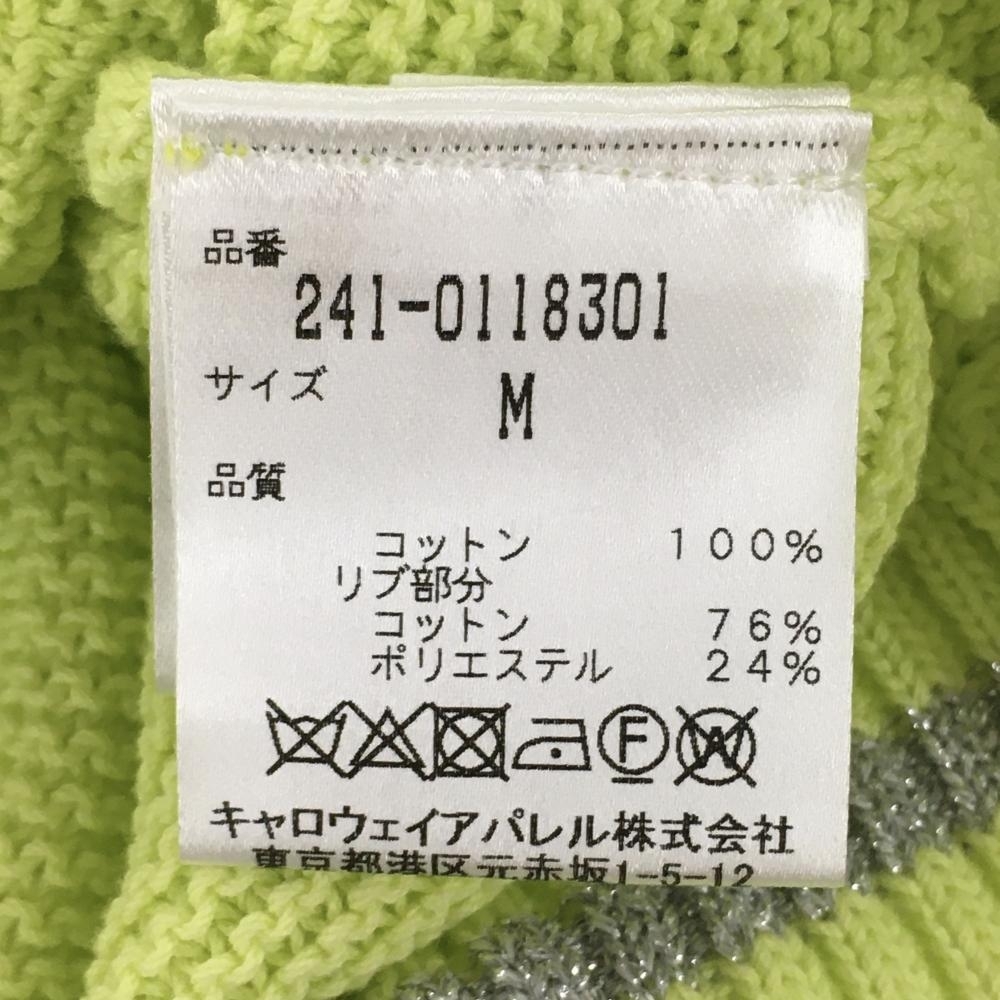 品番
241-0118301
サイズ M
品質
コットン 100%
リブ部分
コットン 76%
ポリエステル 24%
F W
キャロウェイアパレル株式会社
東京都港区元赤坂1-5-12